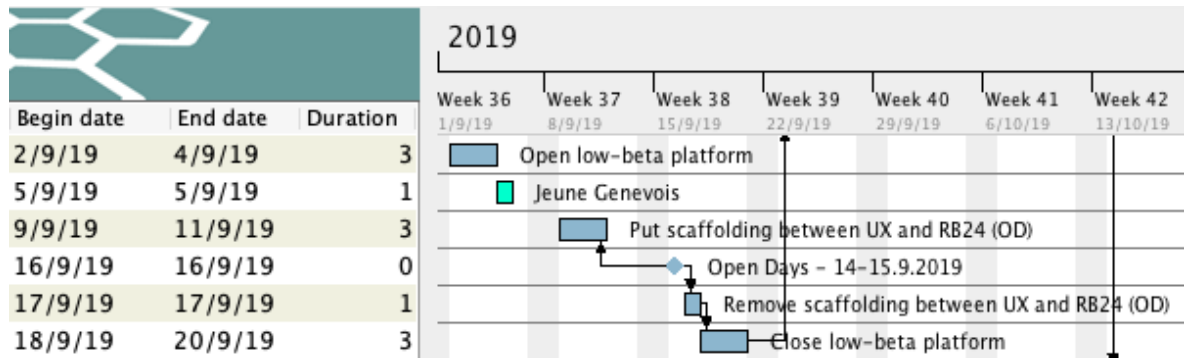 2019
Week 36 Week 37 Week 38 Week 39 Week 40 Week 41 Week 42
Begin date End date Duration 1/9/19 8/9/19 15/9/19 22/9/19 29/9/19 6/10/19 13/10/19
2/9/19 4/9/19 3 Open low-beta platform
5/9/19 5/9/19 1 Jeune Genevois
9/9/19 11/9/19 3 Put scaffolding between UX and RB24 (OD)
16/9/19 16/9/19 0 Open Days - 14-15.9.2019
17/9/19 17/9/19 1 Remove scaffolding between UX and RB24 (OD)
18/9/19 20/9/19 3 Close low-beta platform